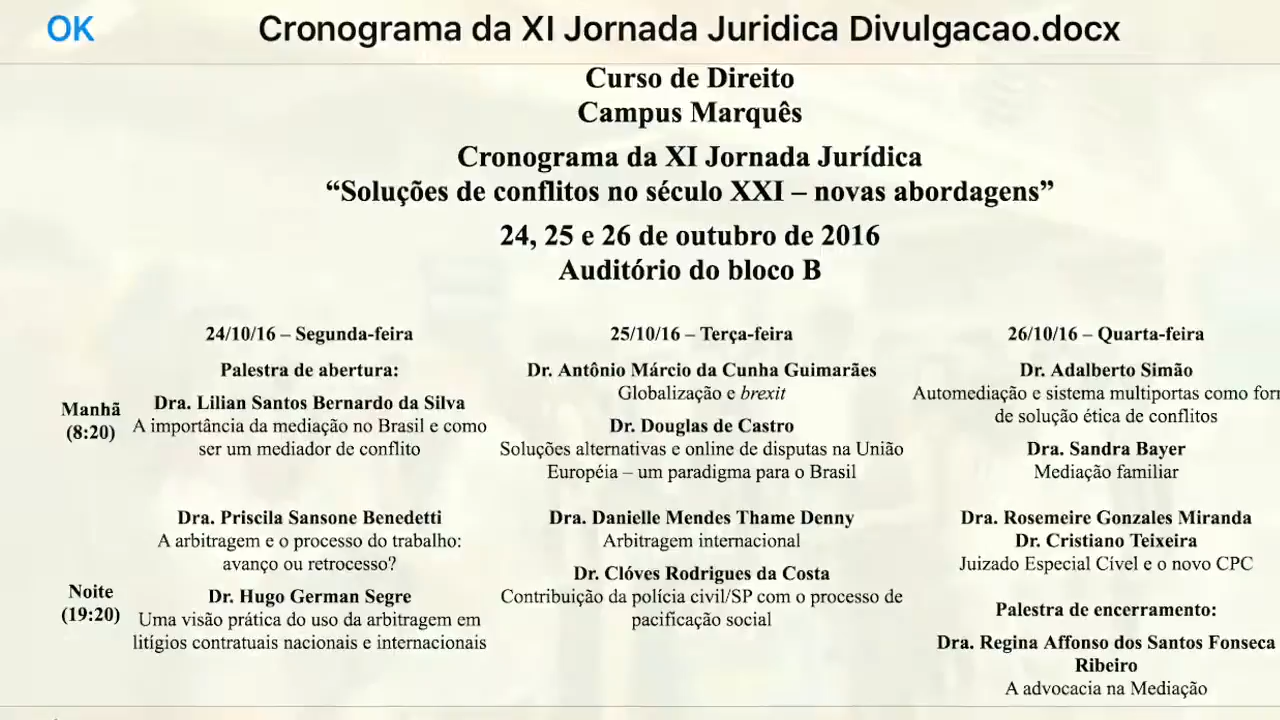 OK
Cronograma da XI Jornada Juridica Divulgacao.docx
Curso de Direito
Campus Marquês
Cronograma da XI Jornada Jurídica
“Soluções de conflitos no século XXI – novas abordagens”
24, 25 e 26 de outubro de 2016
Auditório do bloco B
24/10/16 – Segunda-feira
25/10/16 – Terça-feira
26/10/16 – Quarta-feira
Manhã
(8:20)
Palestra de abertura:
Dra. Lilian Santos Bernardo da Silva
A importância da mediação no Brasil e como
ser um mediador de conflito
Dr. Antônio Márcio da Cunha Guimarães
Globalização e brexit
Dr. Douglas de Castro
Soluções alternativas e online de disputas na União
Européia – um paradigma para o Brasil
Dr. Adalberto Simão
Automediação e sistema multiportas como
de solução ética de conflitos
Dra. Sandra Bayer
Mediação familiar
Noite
(19:20)
Dra. Priscila Sansone Benedetti
A arbitragem e o processo do trabalho:
avanço ou retrocesso?
Dr. Hugo German Segre
Uma visão prática do uso da arbitragem em
litígios contratuais nacionais e internacionais
Dra. Danielle Mendes Thame Denny
Arbitragem internacional
Dr. Clóves Rodrigues da Costa
Contribuição da polícia civil/SP com o processo de
pacificação social
Dra. Rosemeire Gonzales Miranda
Dr. Cristiano Teixeira
Juizado Especial Cível e o novo CPC
Palestra de encerramento:
Dra. Regina Affonso dos Santos Fonseca
Ribeiro
A advocacia na Mediação